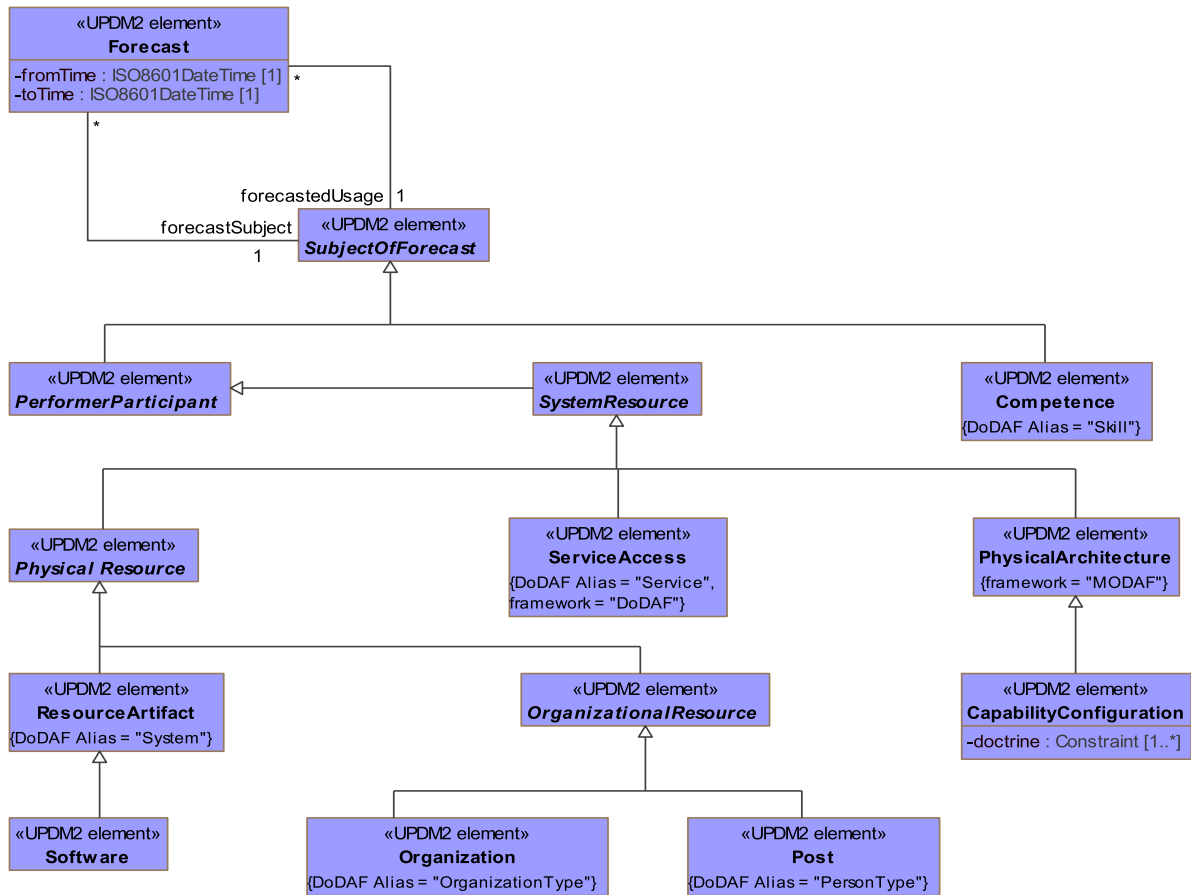 «UPDM2 element»
Forecast
-fromTime : ISO8601DateTime [1]
-toTime : ISO8601DateTime [1]
*
*
forecastedUsage
1
forecastSubject
1
«UPDM2 element»
SubjectOfForecast
«UPDM2 element»
PerformerParticipant
«UPDM2 element»
SystemResource
«UPDM2 element»
Competence
{DoDAF Alias = "Skill"}
«UPDM2 element»
Physical Resource
«UPDM2 element»
ServiceAccess
{DoDAF Alias = "Service",
framework = "DoDAF"}
«UPDM2 element»
PhysicalArchitecture
{framework = "MODAF"}
«UPDM2 element»
ResourceArtifact
{DoDAF Alias = "System"}
«UPDM2 element»
OrganizationalResource
«UPDM2 element»
CapabilityConfiguration
-doctrine : Constraint [1..*]
«UPDM2 element»
Software
«UPDM2 element»
Organization
{DoDAF Alias = "OrganizationType"}
«UPDM2 element»
Post
{DoDAF Alias = "PersonType"}